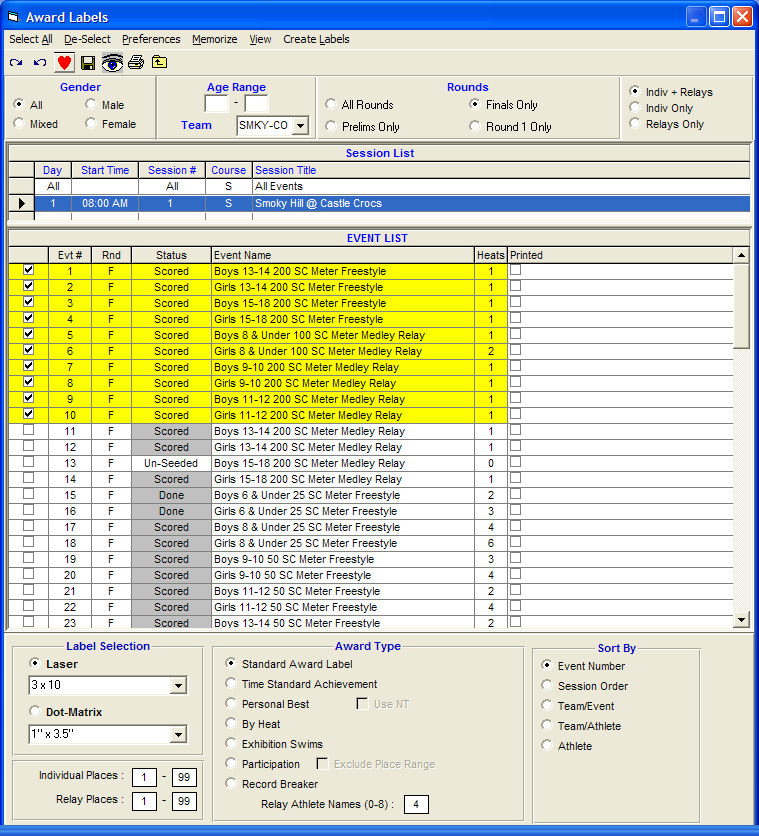 Award Labels
Select All De-Select Preferences Memorize View Create Labels
Gender
All Male
Mixed Female
Age Range
-
Team SMKY-CO
Rounds
All Rounds Finals Only
Prelims Only Round 1 Only
Indiv + Relays
Indiv Only
Relays Only
Session List
Day Start Time Session # Course Session Title
All All S All Events
1 08:00 AM 1 S Smoky Hill @ Castle Crocs
EVENT LIST
Evt # Rnd Status Event Name Heats Printed
1 F Scored Boys 13-14 200 SC Meter Freestyle 1
2 F Scored Girls 13-14 200 SC Meter Freestyle 1
3 F Scored Boys 15-18 200 SC Meter Freestyle 1
4 F Scored Girls 15-18 200 SC Meter Freestyle 1
5 F Scored Boys 8 & Under 100 SC Meter Medley Relay 1
6 F Scored Girls 8 & Under 100 SC Meter Medley Relay 2
7 F Scored Boys 9-10 200 SC Meter Medley Relay 1
8 F Scored Girls 9-10 200 SC Meter Medley Relay 1
9 F Scored Boys 11-12 200 SC Meter Medley Relay 1
10 F Scored Girls 11-12 200 SC Meter Medley Relay 1
11 F Scored Boys 13-14 200 SC Meter Medley Relay 1
12 F Scored Girls 13-14 200 SC Meter Medley Relay 1
13 F Un-Seeded Boys 15-18 200 SC Meter Medley Relay 0
14 F Scored Girls 15-18 200 SC Meter Medley Relay 1
15 F Done Boys 6 & Under 25 SC Meter Freestyle 2
16 F Done Girls 6 & Under 25 SC Meter Freestyle 3
17 F Scored Boys 8 & Under 25 SC Meter Freestyle 4
18 F Scored Girls 8 & Under 25 SC Meter Freestyle 6
19 F Scored Boys 9-10 50 SC Meter Freestyle 3
20 F Scored Girls 9-10 50 SC Meter Freestyle 4
21 F Scored Boys 11-12 50 SC Meter Freestyle 2
22 F Scored Girls 11-12 50 SC Meter Freestyle 4
23 F Scored Boys 13-14 50 SC Meter Freestyle 2
Label Selection
Laser
3 x 10
Dot-Matrix
1" x 3.5"
Individual Places : 1 - 99
Relay Places : 1 - 99
Award Type
Standard Award Label
Time Standard Achievement
Personal Best Use NT
By Heat
Exhibition Swims
Participation Exclude Place Range
Record Breaker
Relay Athlete Names (0-8) : 4
Sort By
Event Number
Session Order
Team/Event
Team/Athlete
Athlete